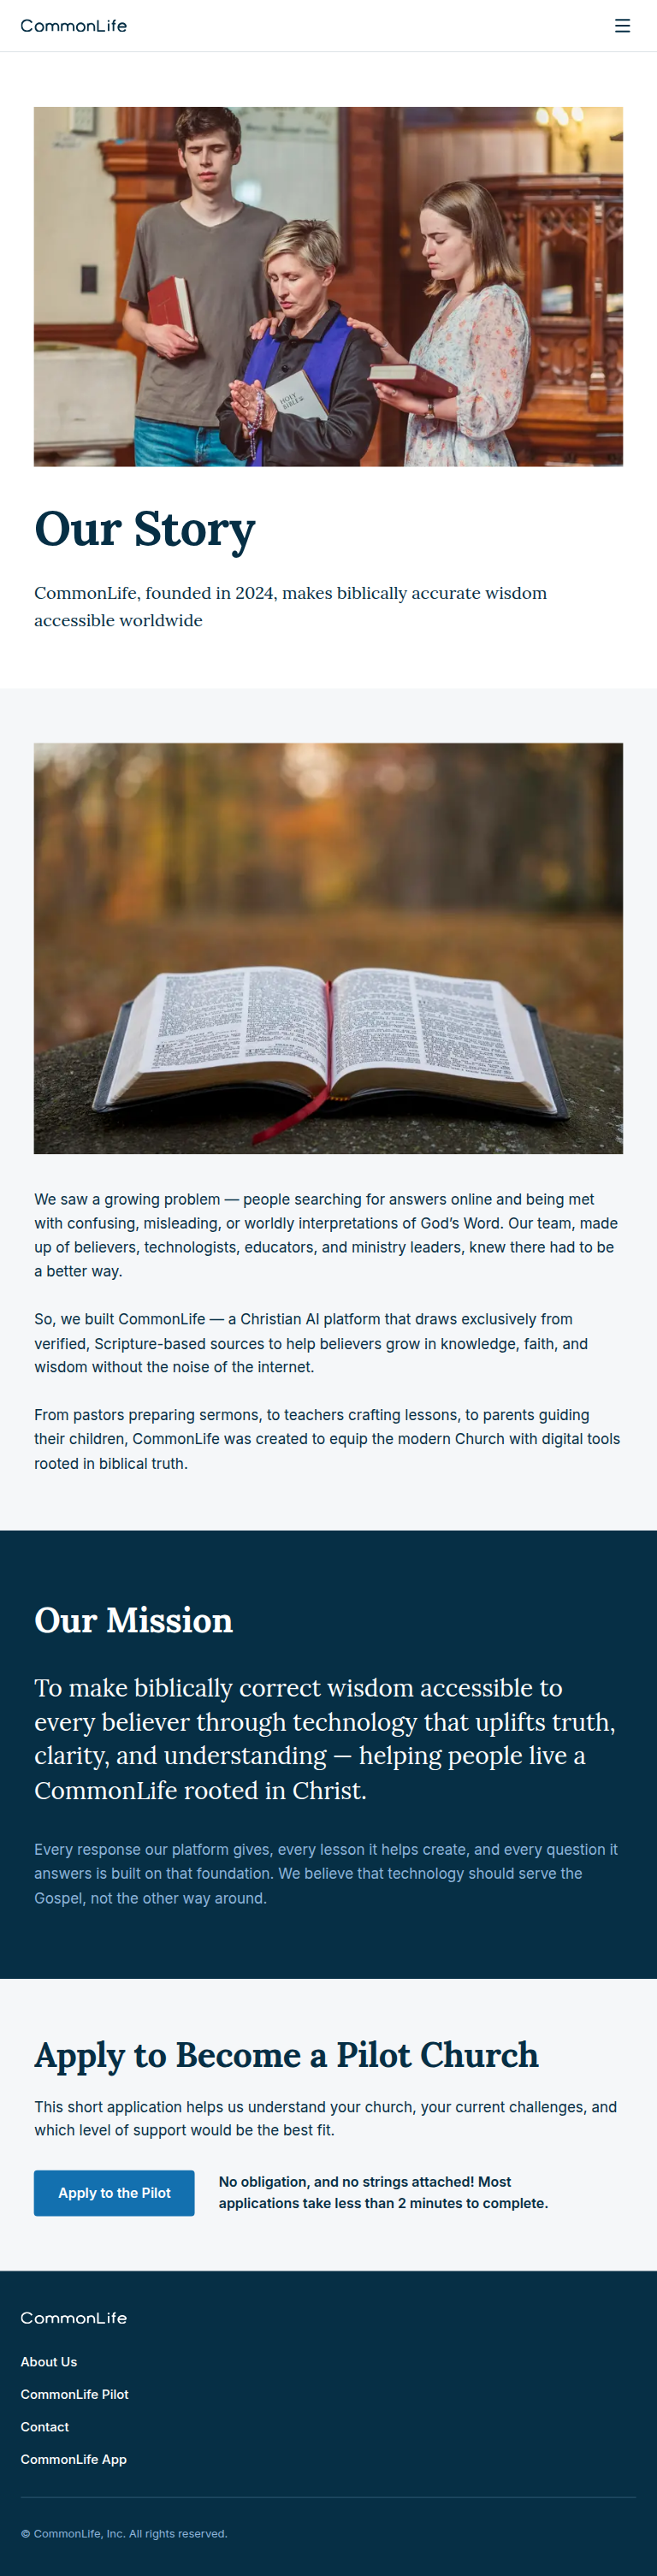 CommonLife
HOLY
BIBLE
Our Story
CommonLife, founded in 2024, makes biblically accurate wisdom
accessible worldwide
We saw a growing problem — people searching for answers online and being met
with confusing, misleading, or worldly interpretations of God’s Word. Our team, made
up of believers, technologists, educators, and ministry leaders, knew there had to be
a better way.
So, we built CommonLife — a Christian AI platform that draws exclusively from
verified, Scripture-based sources to help believers grow in knowledge, faith, and
wisdom without the noise of the internet.
From pastors preparing sermons, to teachers crafting lessons, to parents guiding
their children, CommonLife was created to equip the modern Church with digital tools
rooted in biblical truth.
Our Mission
To make biblically correct wisdom accessible to
every believer through technology that uplifts truth,
clarity, and understanding — helping people live a
CommonLife rooted in Christ.
Every response our platform gives, every lesson it helps create, and every question it
answers is built on that foundation. We believe that technology should serve the
Gospel, not the other way around.
Apply to Become a Pilot Church
This short application helps us understand your church, your current challenges, and
which level of support would be the best fit.
Apply to the Pilot
No obligation, and no strings attached! Most
applications take less than 2 minutes to complete.
CommonLife
About Us
CommonLife Pilot
Contact
CommonLife App
© CommonLife, Inc. All rights reserved.